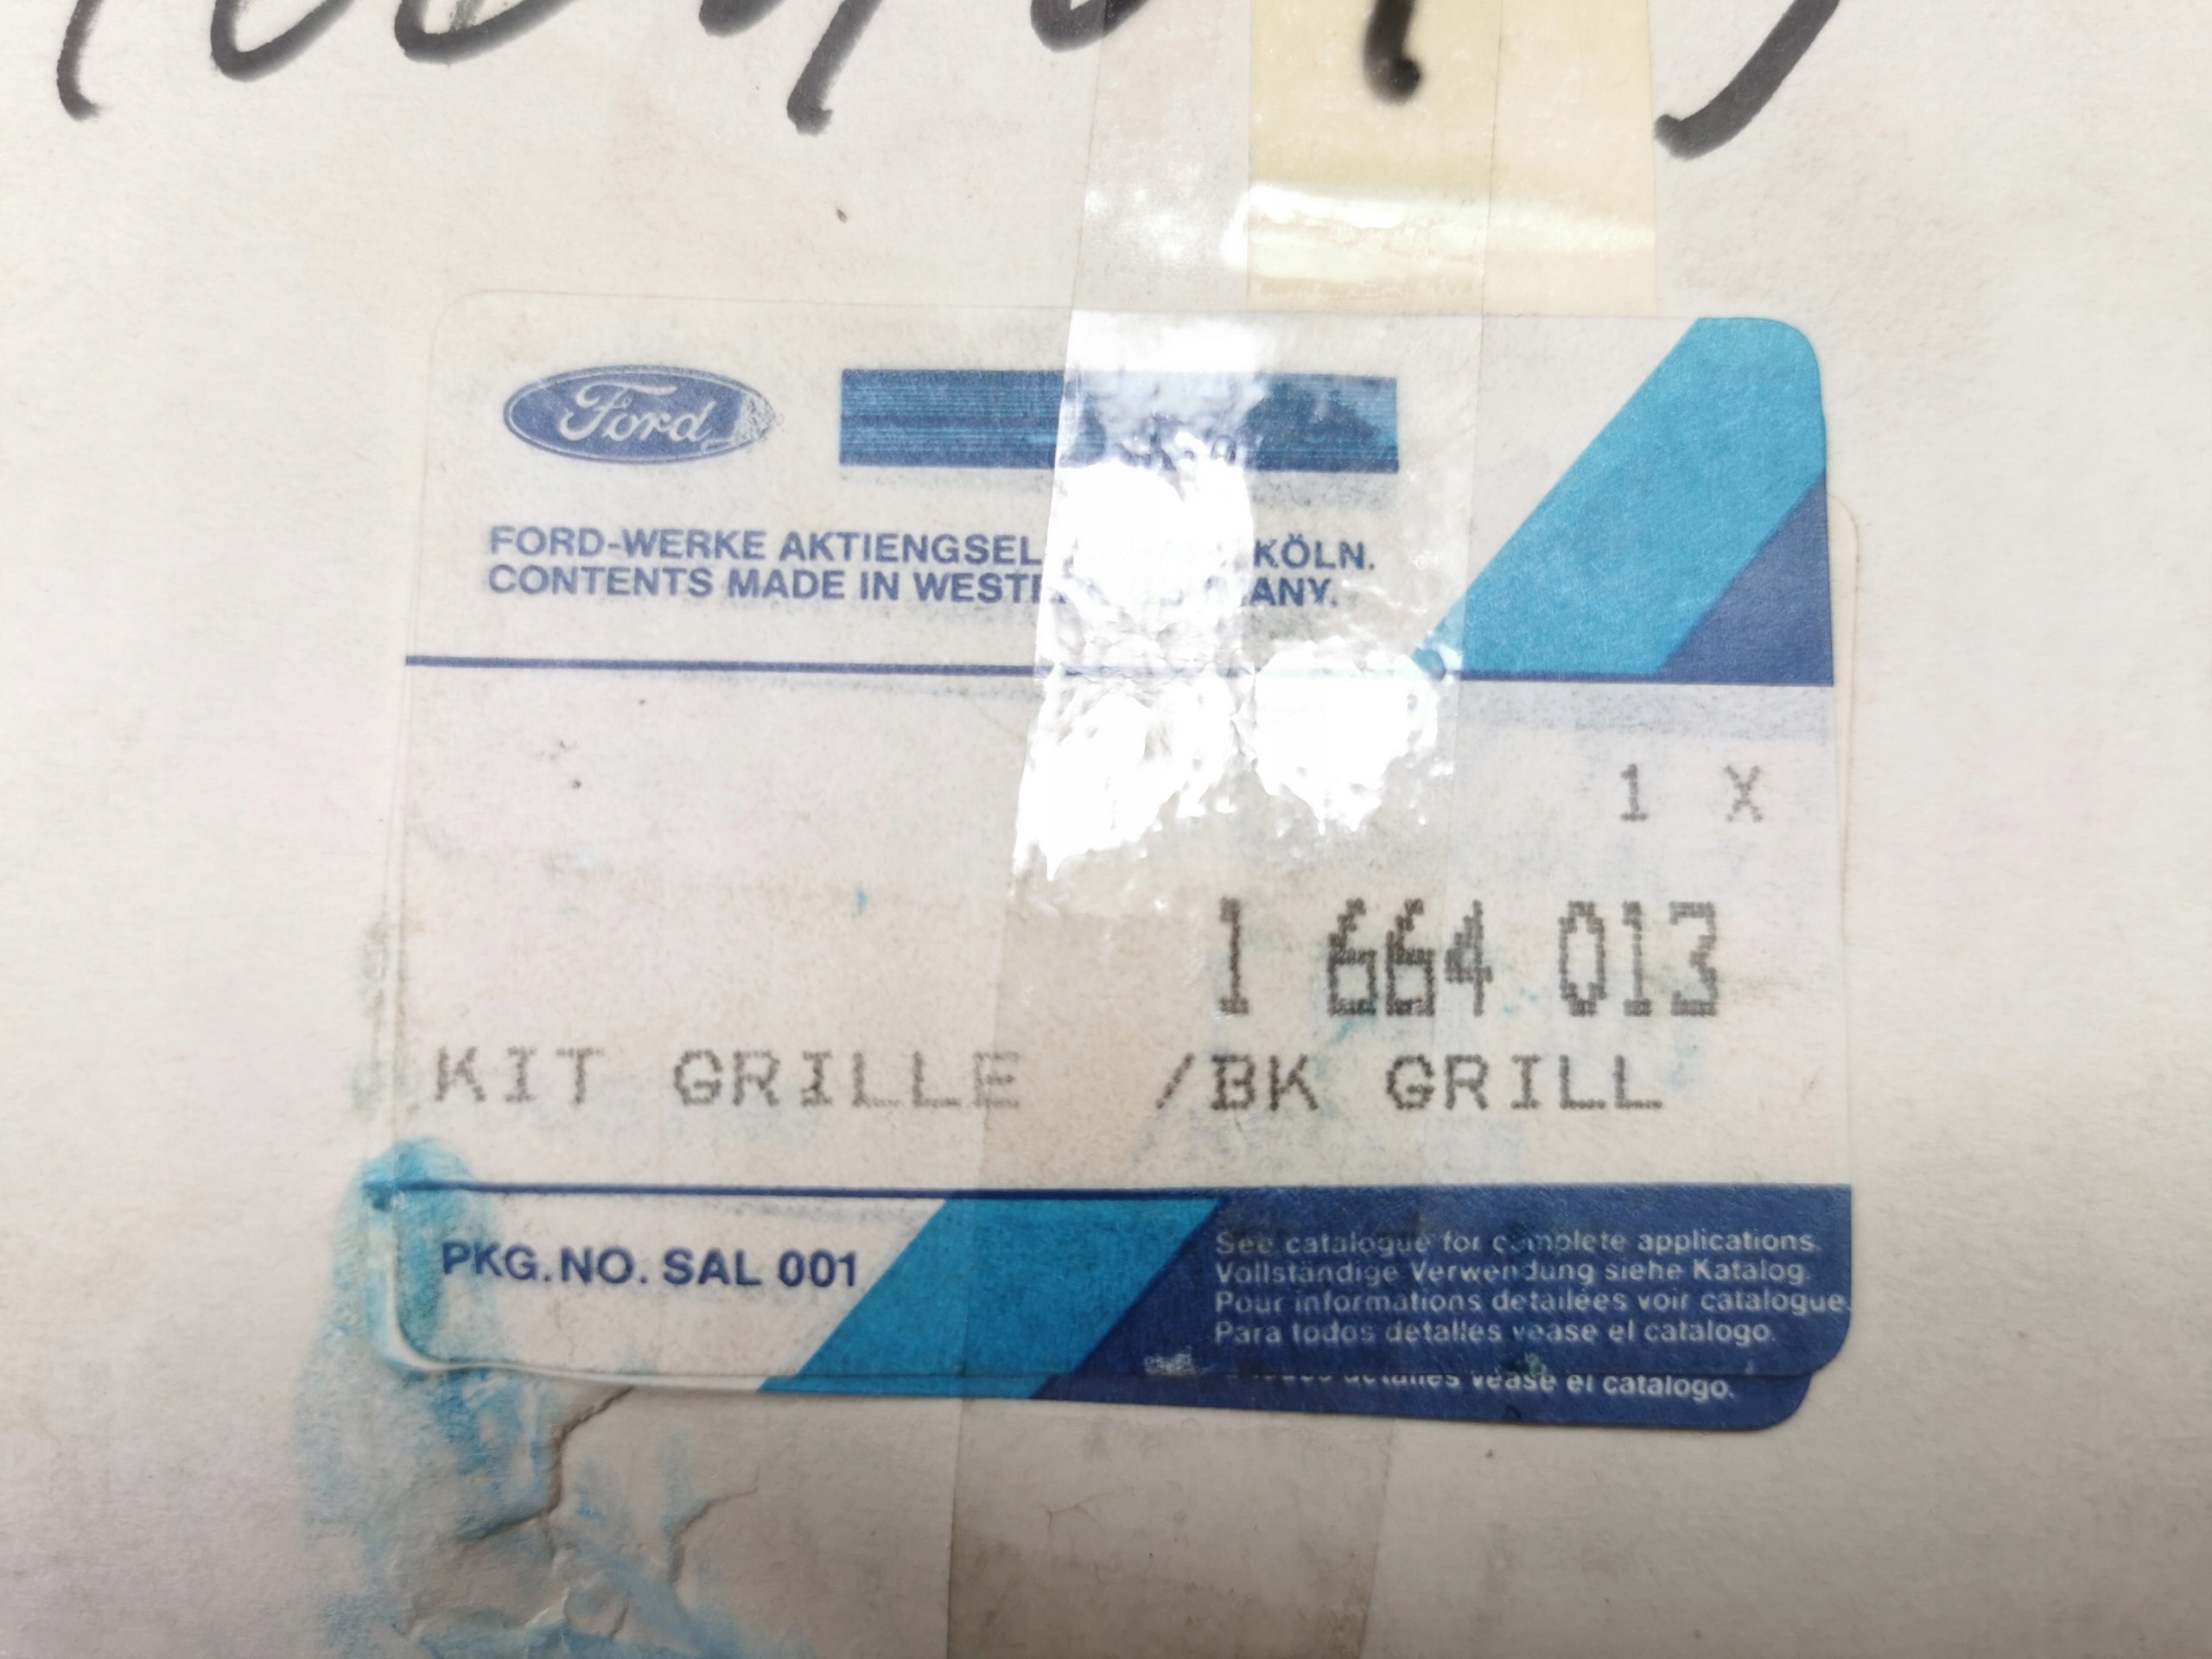 Ford
FORD-WERKE AKTIENGSEL KÖLN.
CONTENTS MADE IN
1 X
1 664 013
KIT GRILLE /BK GRILL
PKG.NO. SAL 001
See catalogue for complete applications.
Vollständige Verwendung siehe Katalog.
Pour informations detailées voir catalogue.
Para todos detalles vease el catalogo.
detalles vease el catalogo.